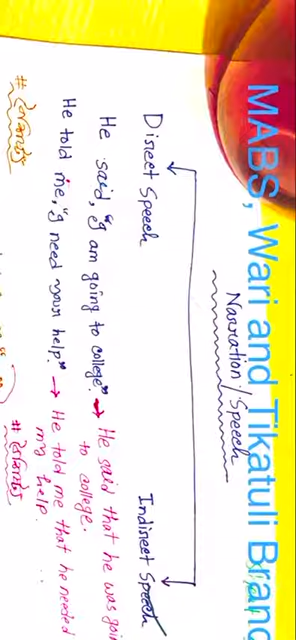 MABS, Wari and Tikatuli Branc
Narration/Speech
Direct Speech
Indirect Speech
He said, "I am going to college" → He said that he was goin
to college.
He told me, "I need your help." → He told me that he needed
my help.